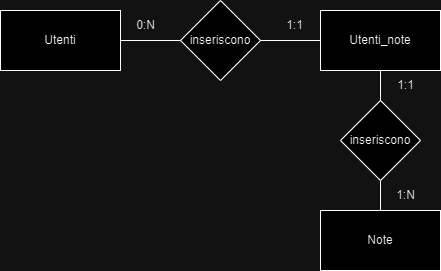 Utenti
0:N
inseriscono
1:1
Utenti_note
1:1
inseriscono
1:N
Note